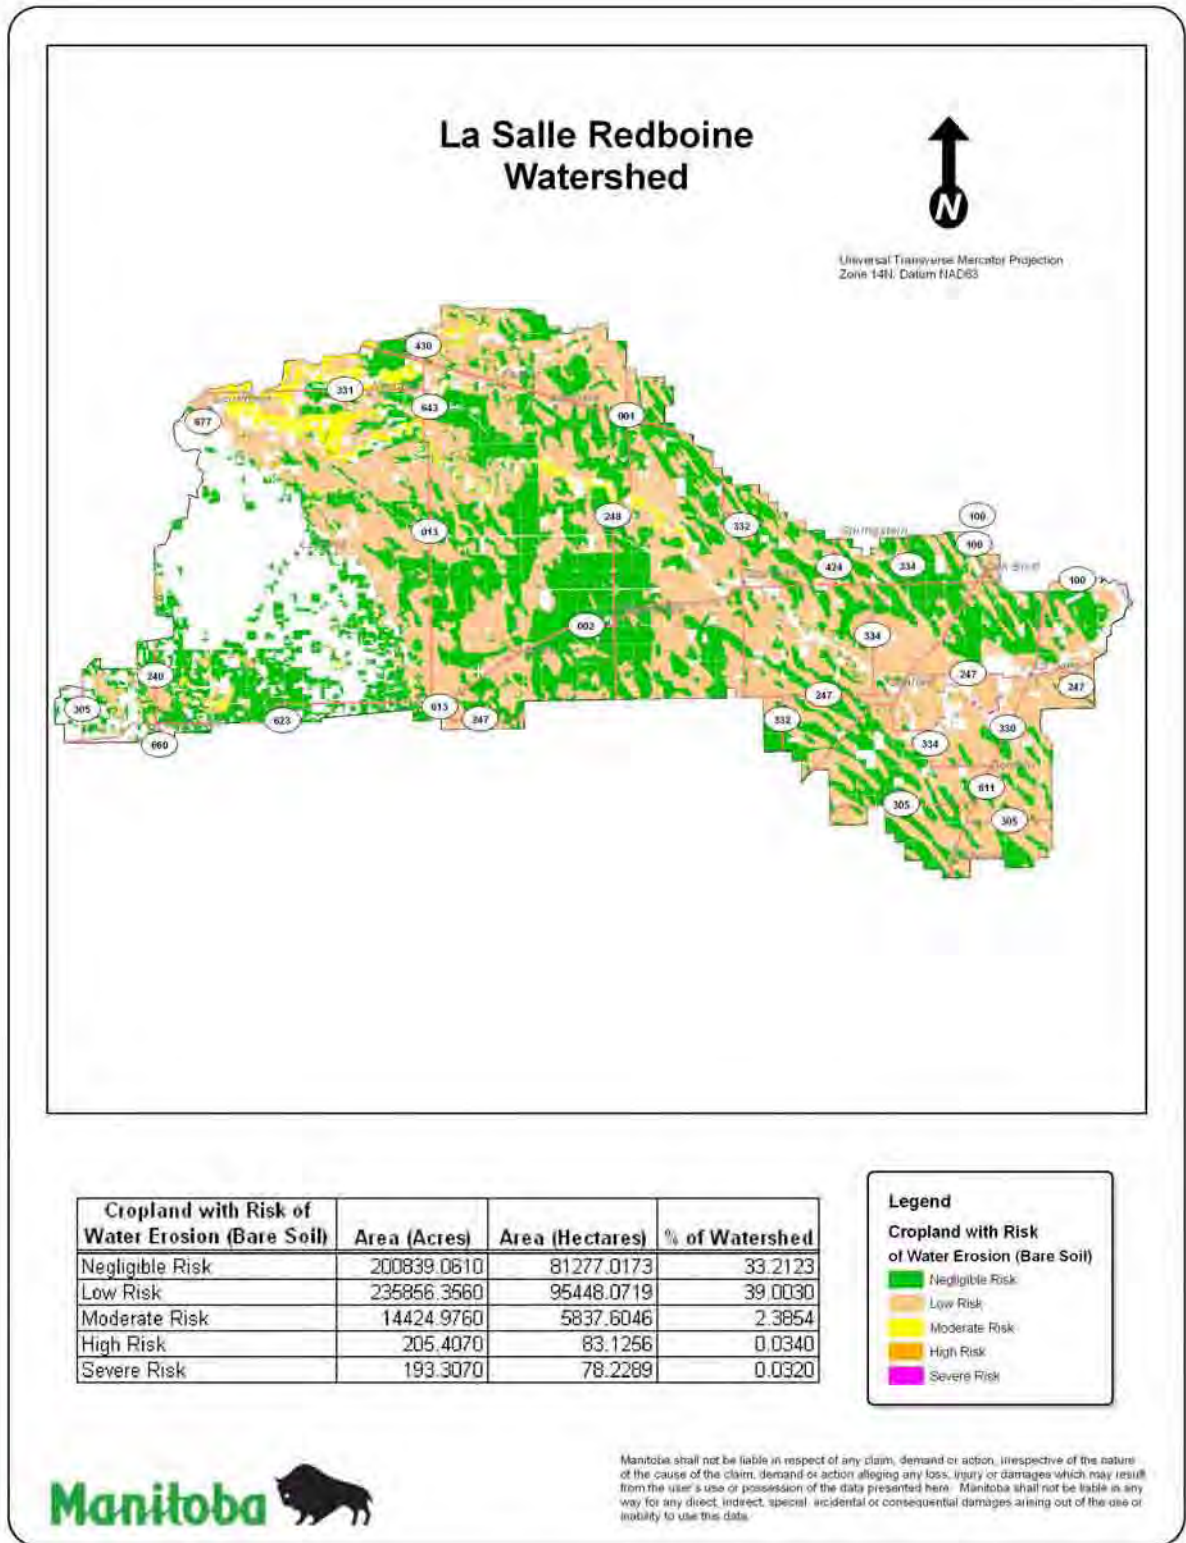 La Salle Redboine
Watershed
N
Universal Transverse Mercator Projection
Zone 14N, Datum NAD83
430
331
643
677
001
248
332
013
100
Springstein
100
424
334
100
002
334
240
247
247
305
247
623
013
247
332
330
334
660
611
305
305
Cropland with Risk of
Water Erosion (Bare Soil) Area (Acres) Area (Hectares) % of Watershed
Negligible Risk 200839.0610 81277.0173 33.2123
Low Risk 235856.3560 95448.0719 39.0030
Moderate Risk 14424.9760 5837.6046 2.3854
High Risk 205.4070 83.1256 0.0340
Severe Risk 193.3070 78.2289 0.0320
Legend
Cropland with Risk
of Water Erosion (Bare Soil)
Negligible Risk
Low Risk
Moderate Risk
High Risk
Severe Risk
Manitoba
Manitoba shall not be liable in respect of any claim, demand or action, irrespective of the nature
of the cause of the claim, demand or action alleging any loss, injury or damages which may result
from the user's use or possession of the data presented here. Manitoba shall not be liable in any
way for any direct, indirect, special, incidental or consequential damages arising out of the use or
inability to use this data.